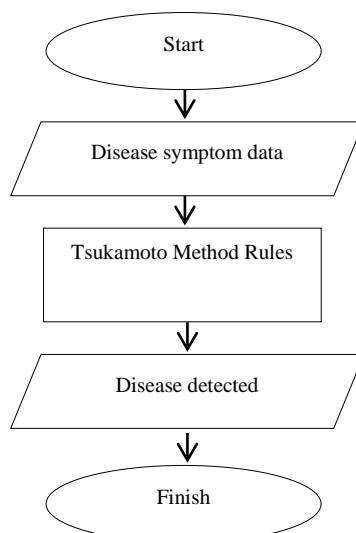 Start
Disease symptom data
Tsukamoto Method Rules
Disease detected
Finish